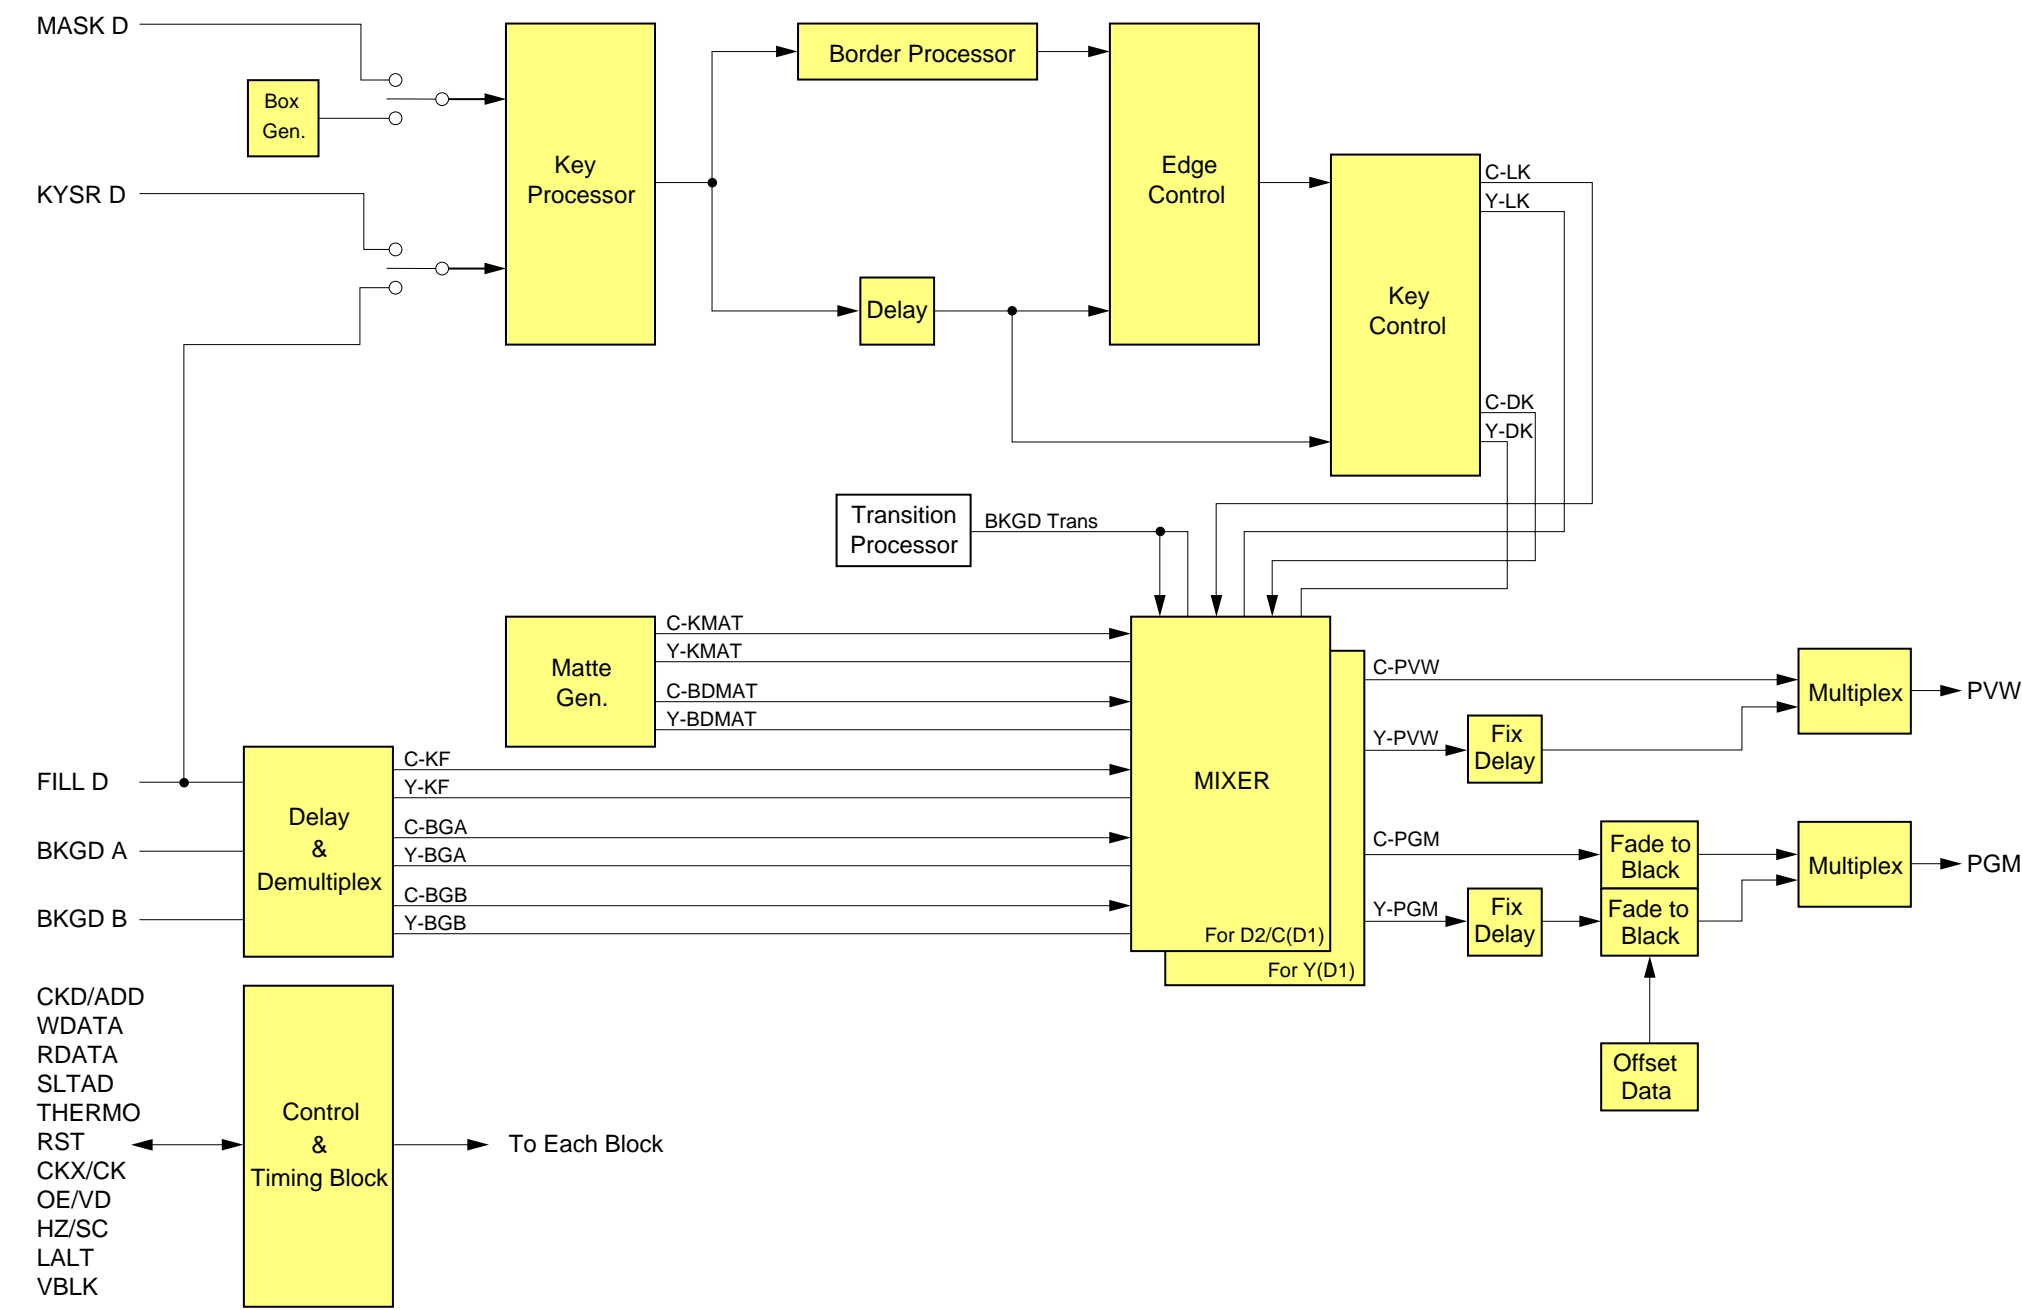 MASK D
Box
Gen.
KYSR D
Key
Processor
Border Processor
Delay
Edge
Control
Key
Control
C-LK
Y-LK
C-DK
Y-DK
Transition
Processor
BKGD Trans
Matte
Gen.
C-KMAT
Y-KMAT
C-BDMAT
Y-BDMAT
FILL D
BKGD A
BKGD B
Delay
&
Demultiplex
C-KF
Y-KF
C-BGA
Y-BGA
C-BGB
Y-BGB
MIXER
For D2/C(D1)
For Y(D1)
C-PVW
Y-PVW
Fix
Delay
Multiplex
PVW
C-PGM
Y-PGM
Fix
Delay
Fade to
Black
Fade to
Black
Multiplex
PGM
Offset
Data
CKD/ADD
WDATA
RDATA
SLTAD
THERMO
RST
CKX/CK
OE/VD
HZ/SC
LALT
VBLK
Control
&
Timing Block
To Each Block